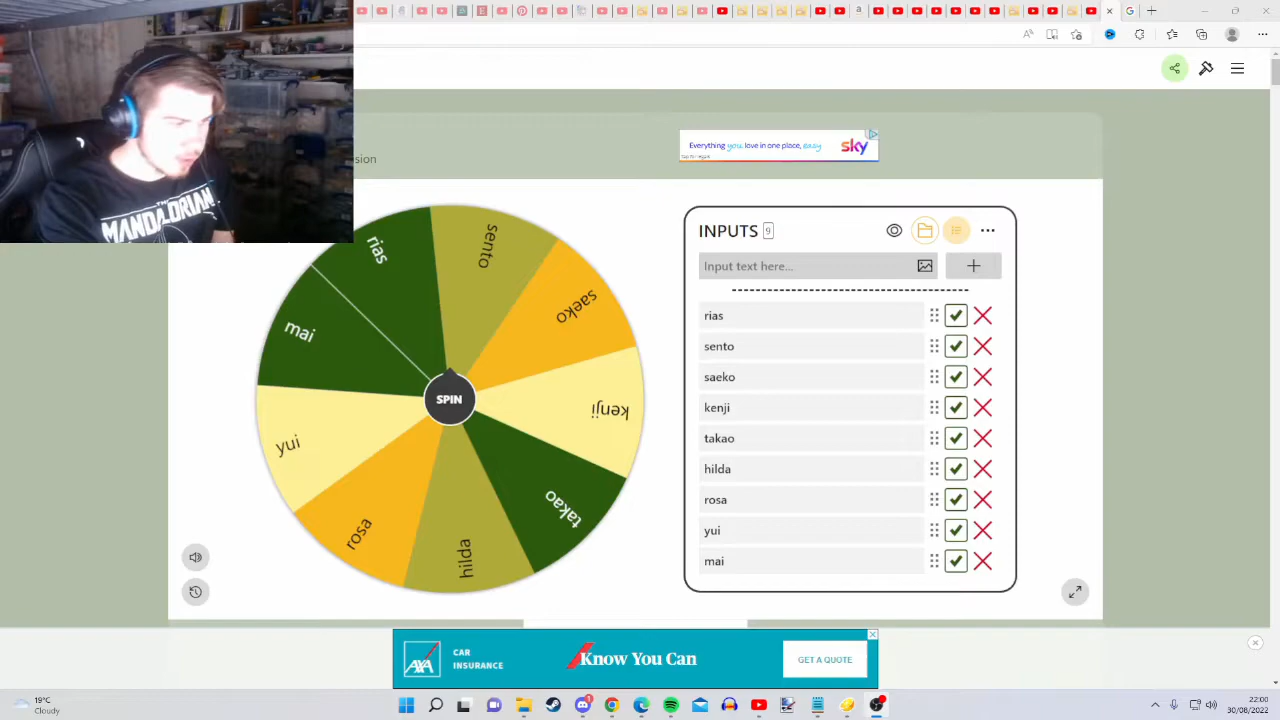 MANDALORIAN
sion
Everything you love in one place, easy
sky
rias
sento
saeko
kenji
takao
hilda
rosa
yui
mai
SPIN
INPUTS 9
Input text here...
rias
sento
saeko
kenji
takao
hilda
rosa
yui
mai
AXA
CAR
INSURANCE
Know You Can
GET A QUOTE
19°C
Cloudy
22:00
30/08/2022